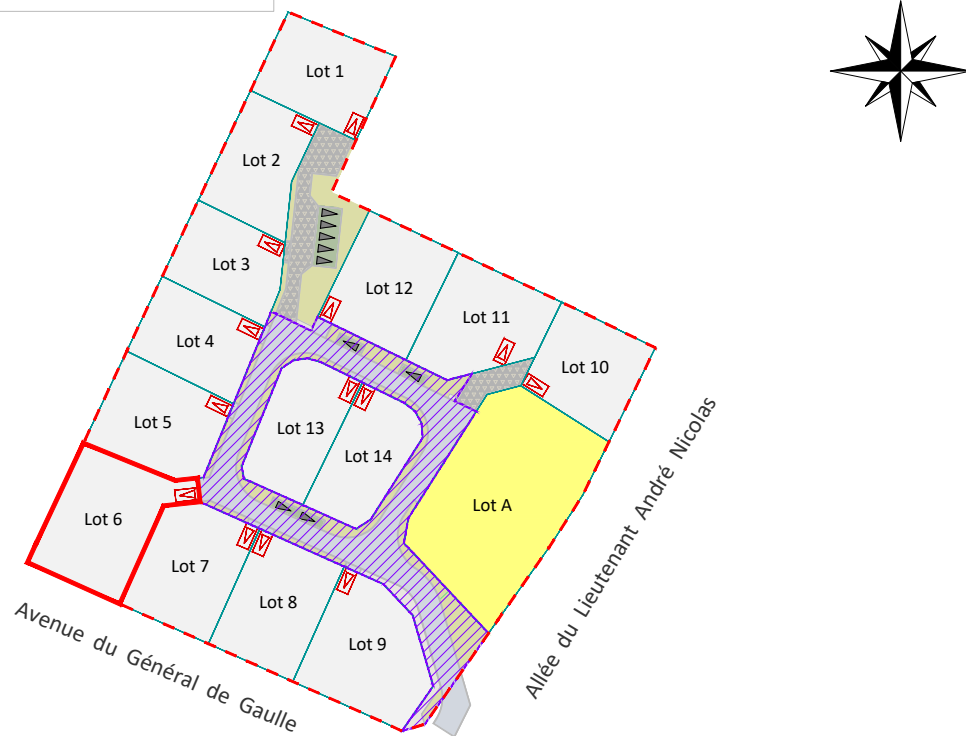 Lot 1
Lot 2
Lot 3
Lot 12
Lot 11
Lot 4
Lot 10
Lot 5
Lot 13
Lot 14
Lot A
Lot 6
Lot 7
Lot 8
Lot 9
Avenue du Général de Gaulle
Allée du Lieutenant André Nicolas